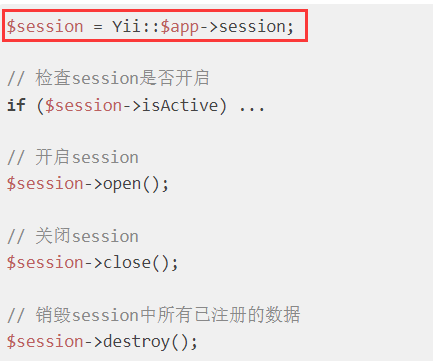 $session = Yii::$app->session;
// 检查session是否开启
if ($session->isActive) ...
// 开启session
$session->open();
// 关闭session
$session->close();
// 销毁session中所有已注册的数据
$session->destroy();